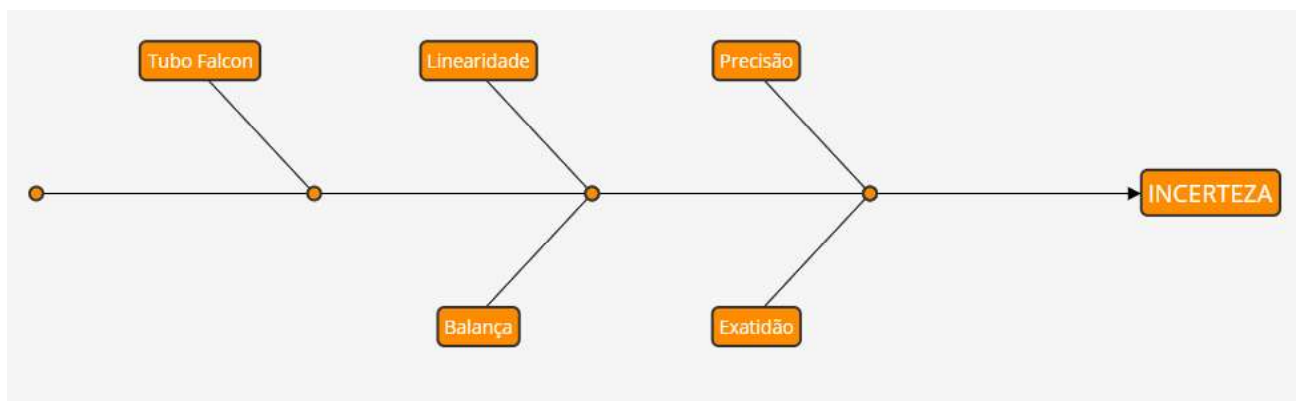 Tubo Falcon
Linearidade
Precisão
INCERTEZA
Balança
Exatidão